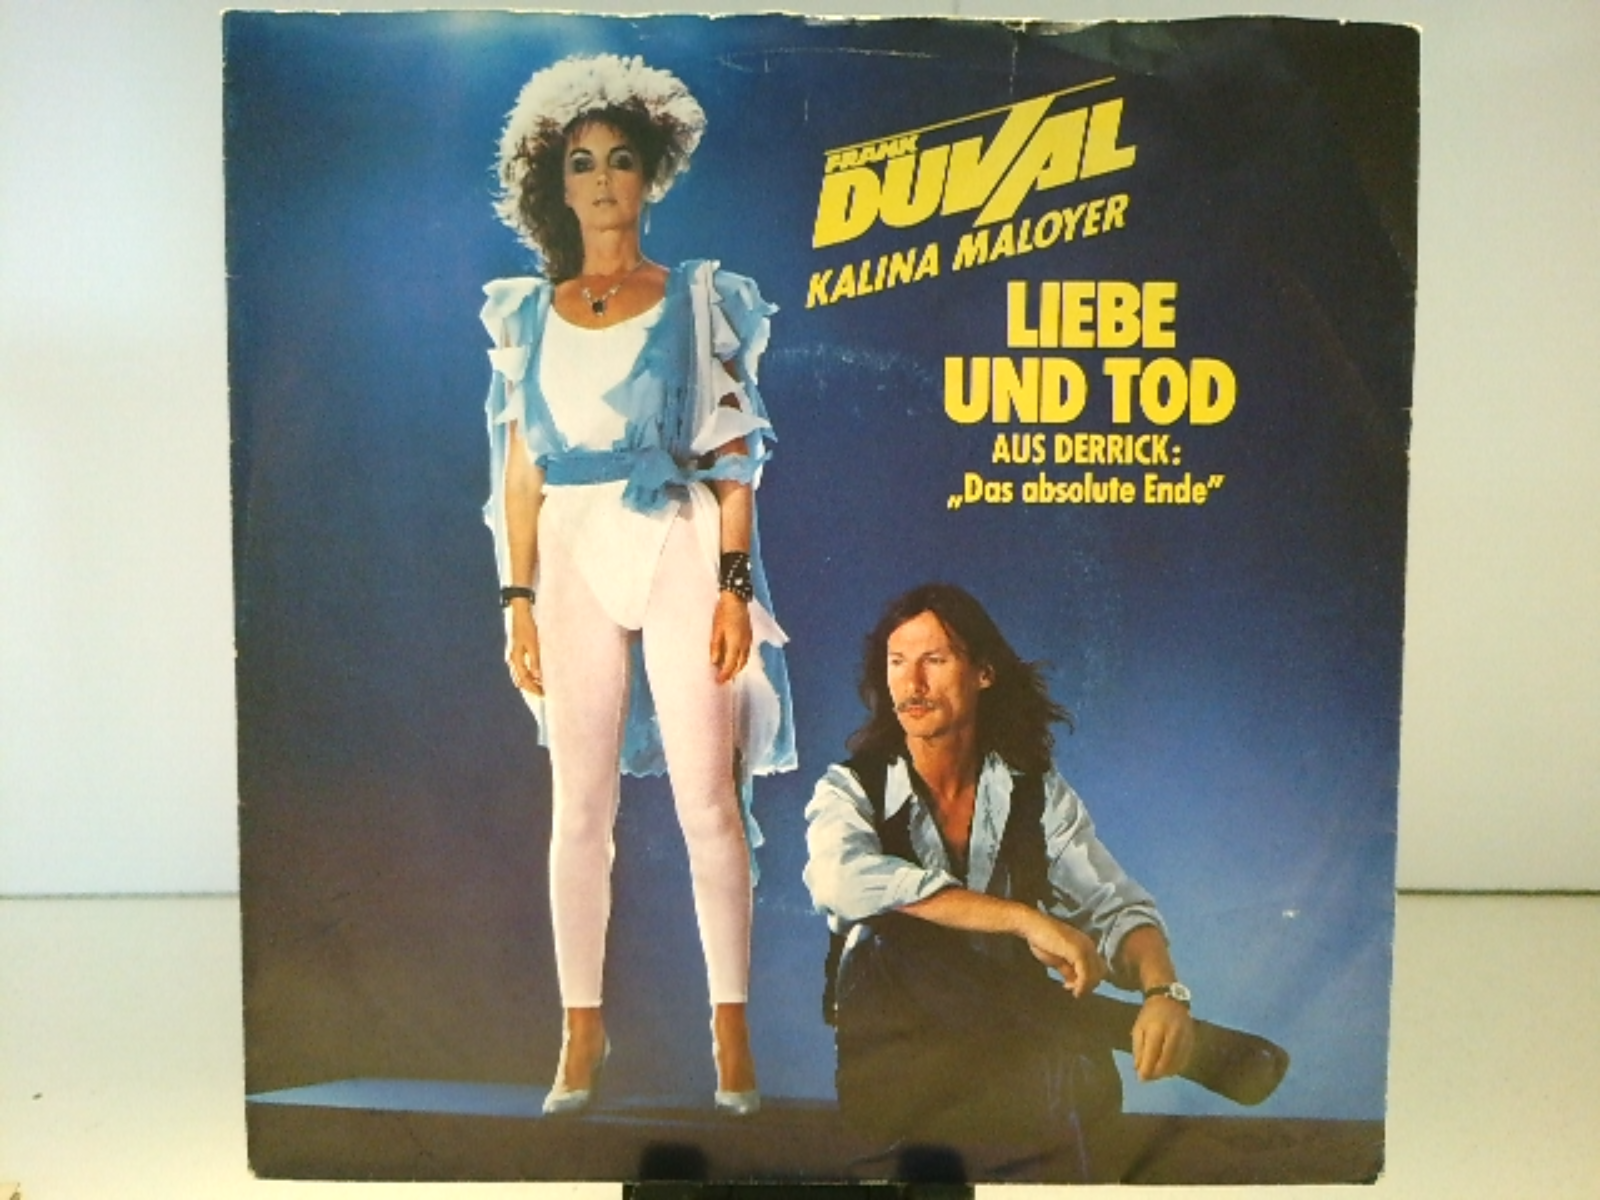 FRANK
DUVAL
KALINA MALOYER
LIEBE
UND TOD
AUS DERRICK:
„Das absolute Ende”